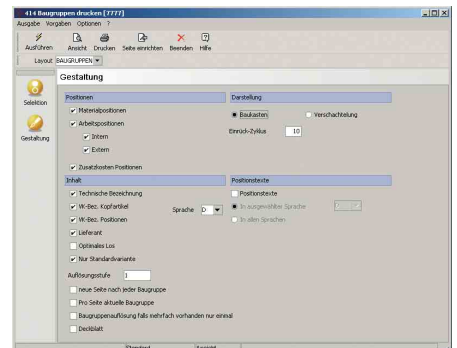 414 Baugruppen drucken [7777]
Ausgabe Vorgaben Optionen ?
Ausführen Ansicht Drucken Seite einrichten Beenden Hilfe
Layout BAUGRUPPEN
Gestaltung
Selektion
Gestaltung
Positionen
Materialpositionen
Arbeitspositionen
Intern
Extern
Zusatzkosten Positionen
Darstellung
Baukasten Verschachtelung
Einrück-Zyklus 10
Inhalt
Technische Bezeichnung
VK-Bez. Kopfartikel
VK-Bez. Positionen
Sprache D
Lieferant
Optimales Los
Nur Standardvariante
Auflösungsstufe 1
neue Seite nach jeder Baugruppe
Pro Seite aktuelle Baugruppe
Baugruppenauflösung falls mehrfach vorhanden nur einmal
Deckblatt
Positionstexte
Positionstexte
In ausgewählter Sprache
In allen Sprachen
Standard Ansicht